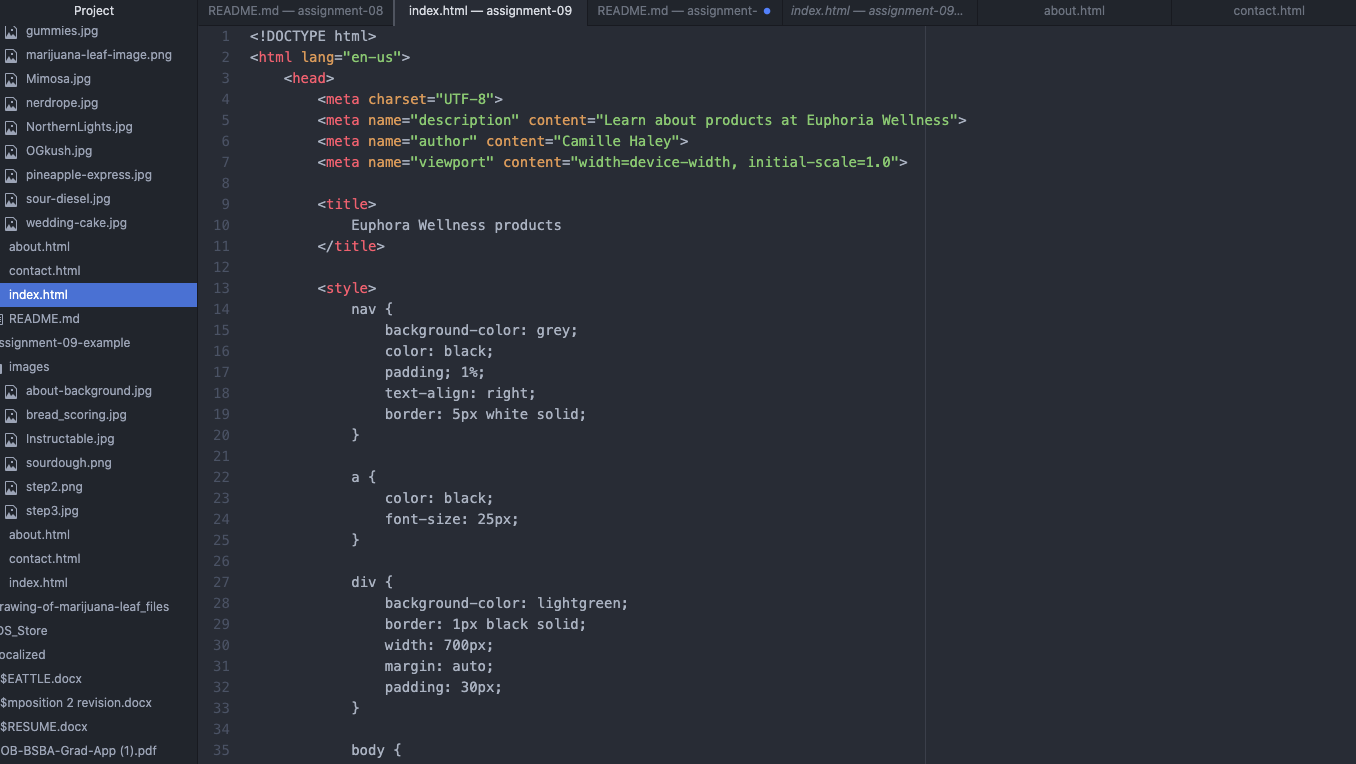 Project
gummies.jpg
marijuana-leaf-image.png
Mimosa.jpg
nerdrope.jpg
NorthernLights.jpg
OGkush.jpg
pineapple-express.jpg
sour-diesel.jpg
wedding-cake.jpg
about.html
contact.html
index.html
README.md
ssignment-09-example
images
about-background.jpg
bread_scoring.jpg
Instructable.jpg
sourdough.png
step2.png
step3.jpg
about.html
contact.html
index.html
rawing-of-marijuana-leaf_files
DS_Store
ocalized
$EATTLE.docx
$mposition 2 revision.docx
$RESUME.docx
OB-BSBA-Grad-App (1).pdf
README.md — assignment-08 index.html — assignment-09 README.md — assignment- index.html — assignment-09... about.html contact.html
1 <!DOCTYPE html>
2 <html lang="en-us">
3 <head>
4 <meta charset="UTF-8">
5 <meta name="description" content="Learn about products at Euphoria Wellness">
6 <meta name="author" content="Camille Haley">
7 <meta name="viewport" content="width=device-width, initial-scale=1.0">
8
9 <title>
10 Euphora Wellness products
11 </title>
12
13 <style>
14 nav {
15 background-color: grey;
16 color: black;
17 padding; 1%;
18 text-align: right;
19 border: 5px white solid;
20 }
21
22 a {
23 color: black;
24 font-size: 25px;
25 }
26
27 div {
28 background-color: lightgreen;
29 border: 1px black solid;
30 width: 700px;
31 margin: auto;
32 padding: 30px;
33 }
34
35 body {